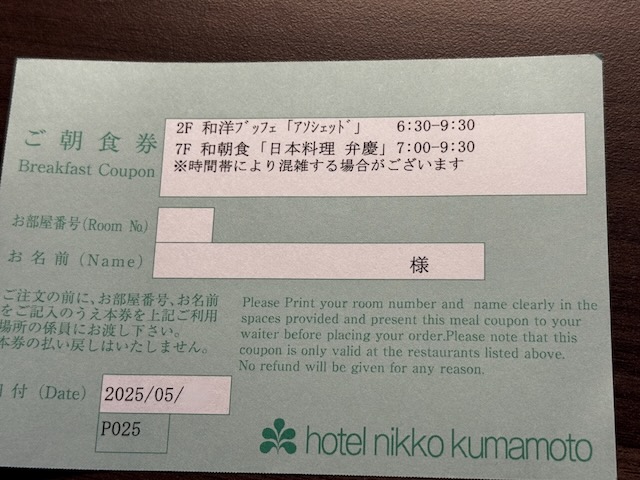 2F 和洋ﾌﾞｯﾌｪ「ｱｿｼｪｯﾄﾞ」 6:30-9:30
ご朝食券
7F 和朝食「日本料理 弁慶」7:00-9:30
Breakfast Coupon
※時間帯により混雑する場合がございます
お部屋番号(Room No.)
お名前(Name)
様
ご注文の前に、お部屋番号、お名前
をご記入のうえ本券を上記ご利用
場所の係員にお渡し下さい。
本券の払い戻しはいたしません。
Please Print your room number and name clearly in the
spaces provided and present this meal coupon to your
waiter before placing your order.Please note that this
coupon is only valid at the restaurants listed above.
No refund will be given for any reason.
付(Date) 2025/05/
P025
hotel nikko kumamoto